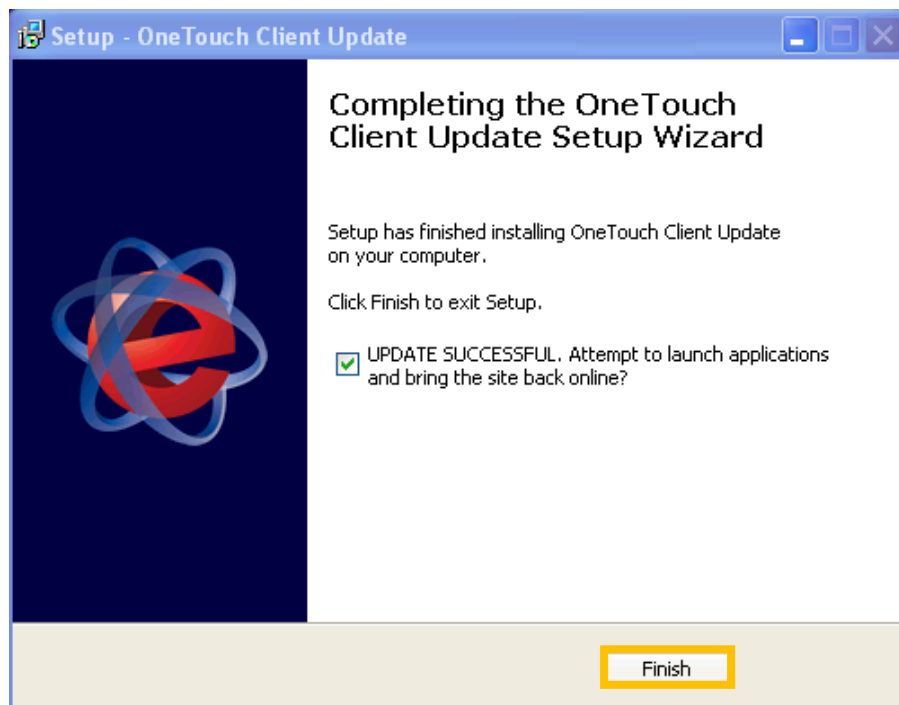 Setup - OneTouch Client Update
Completing the OneTouch
Client Update Setup Wizard
Setup has finished installing OneTouch Client Update
on your computer.
Click Finish to exit Setup.
UPDATE SUCCESSFUL. Attempt to launch applications
and bring the site back online?
e
Finish